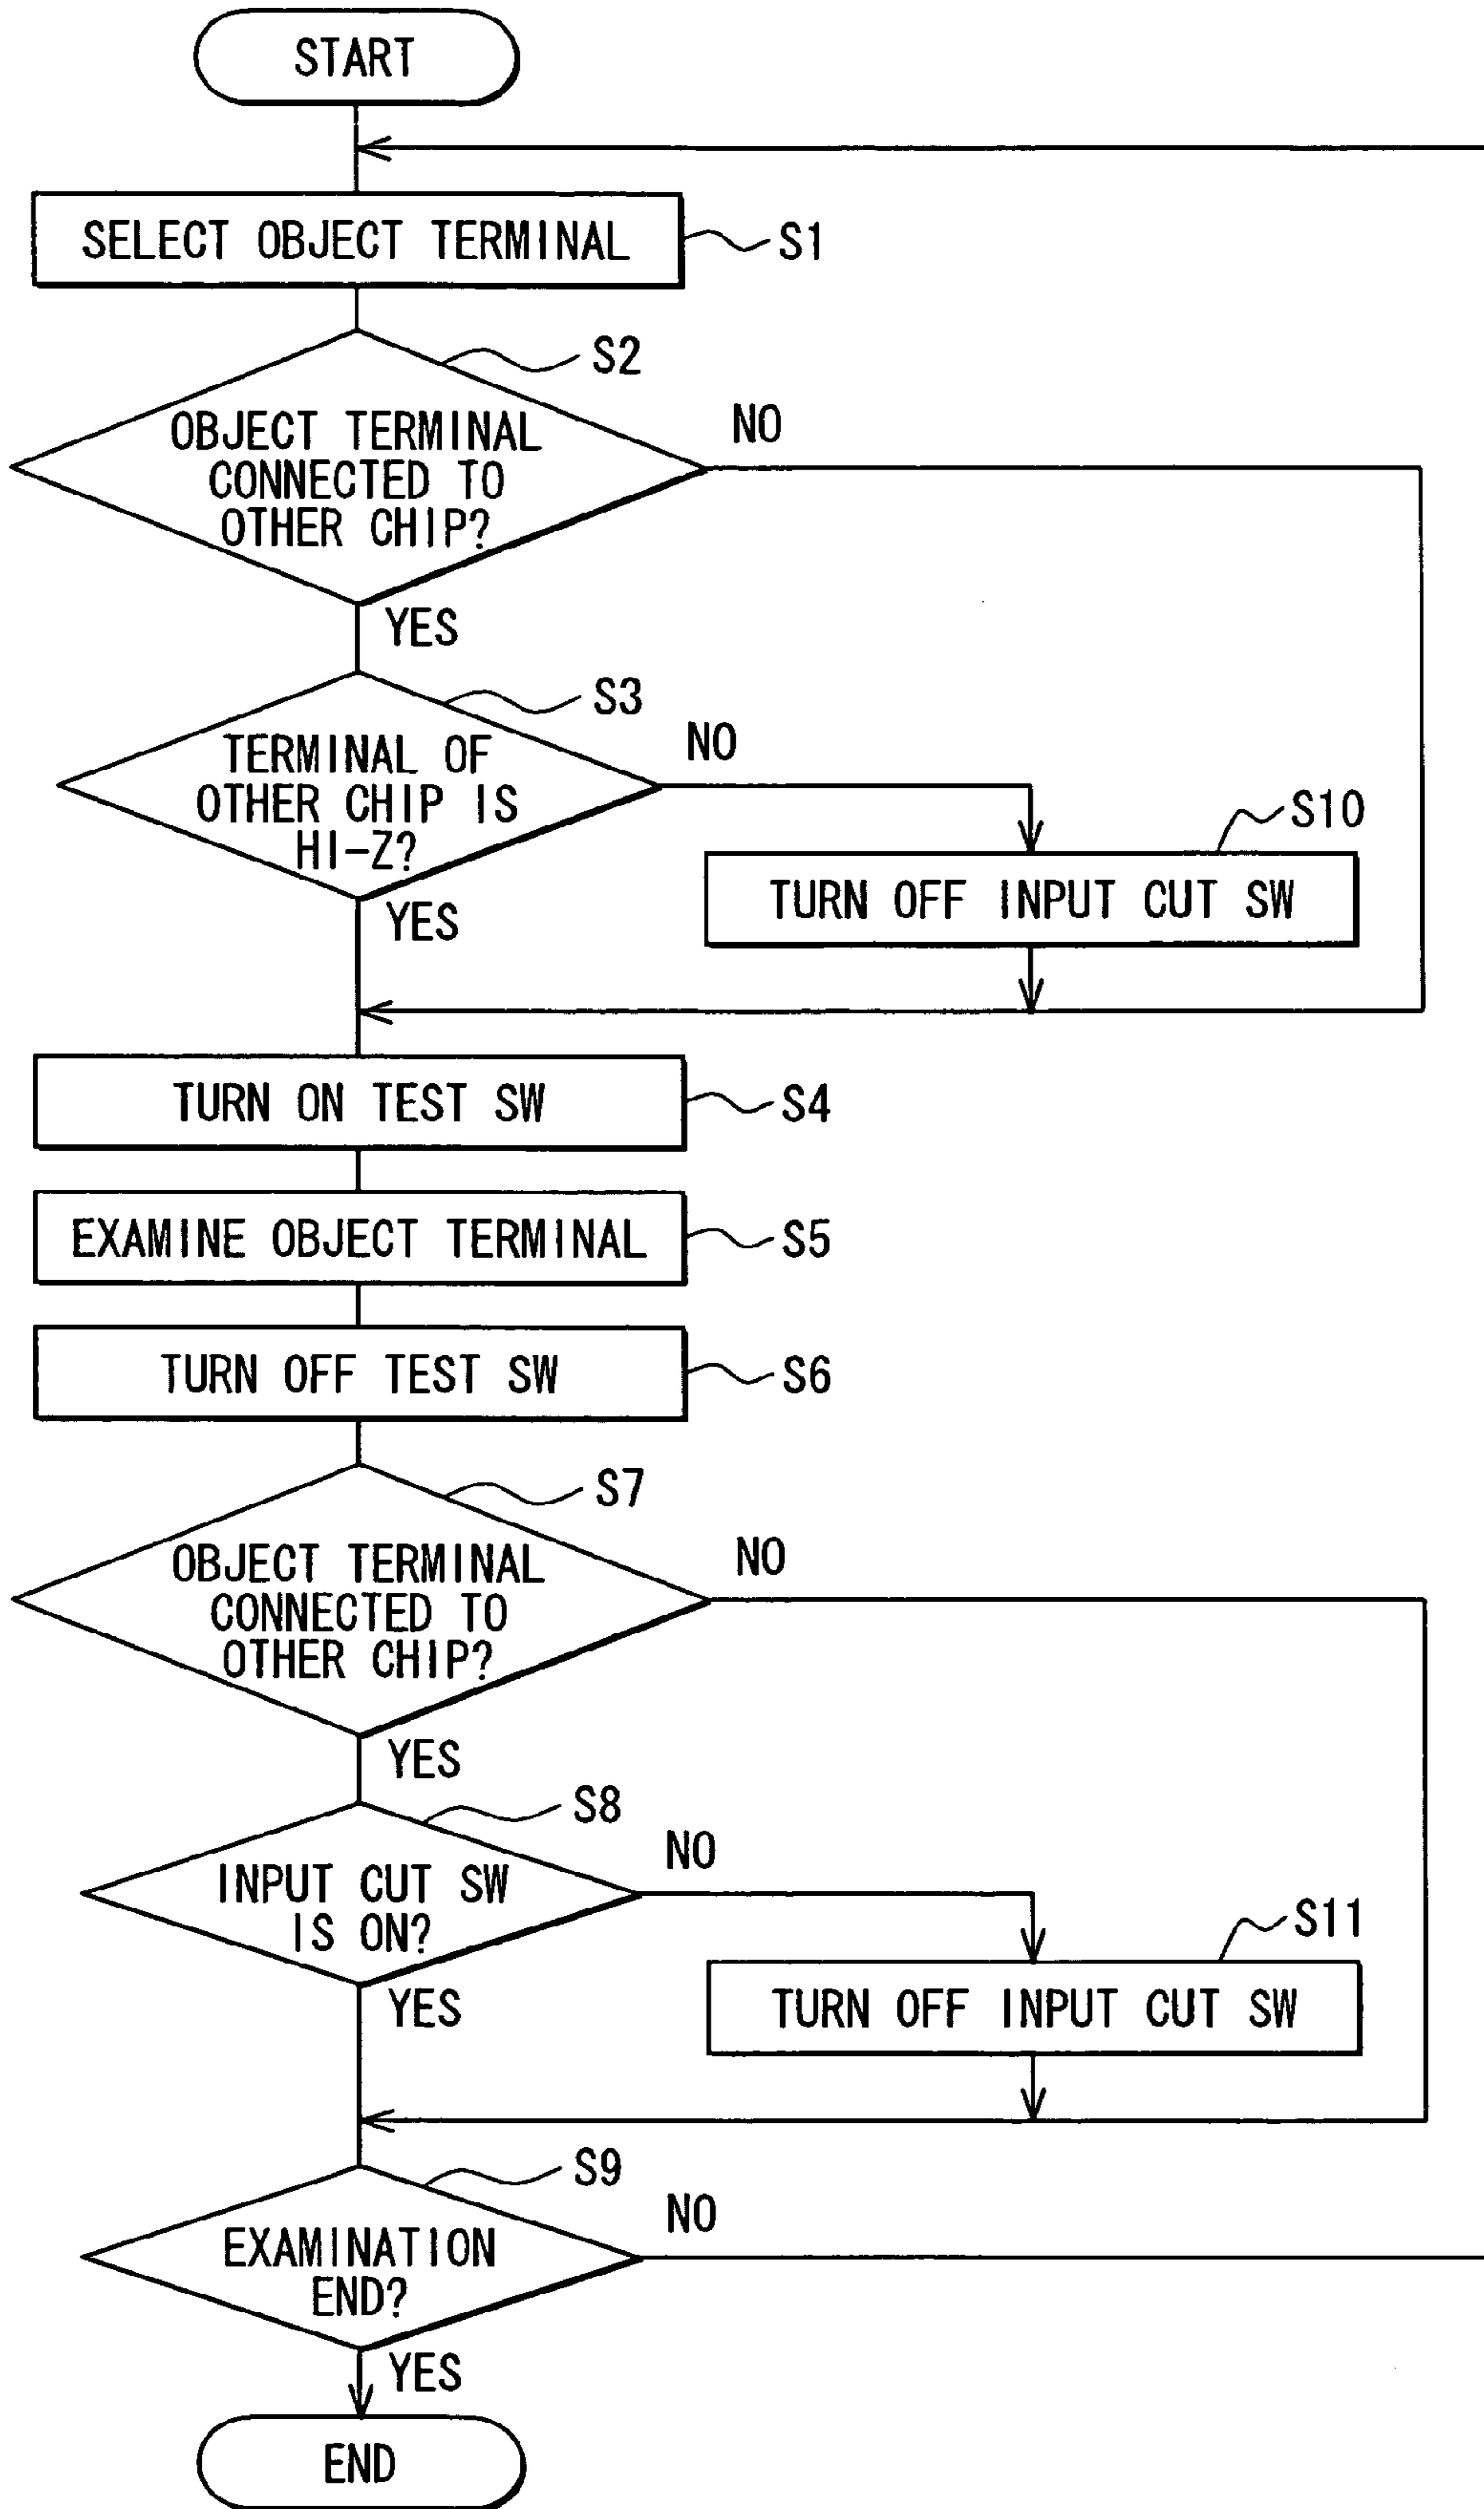 START
SELECT OBJECT TERMINAL
S1
S2
OBJECT TERMINAL
CONNECTED TO
OTHER CHIP?
NO
YES
S3
TERMINAL OF
OTHER CHIP IS
HI-Z?
NO
YES
S10
TURN OFF INPUT CUT SW
TURN ON TEST SW
S4
EXAMINE OBJECT TERMINAL
S5
TURN OFF TEST SW
S6
S7
OBJECT TERMINAL
CONNECTED TO
OTHER CHIP?
NO
YES
S8
INPUT CUT SW
IS ON?
NO
YES
S11
TURN OFF INPUT CUT SW
S9
EXAMINATION
END?
NO
YES
END